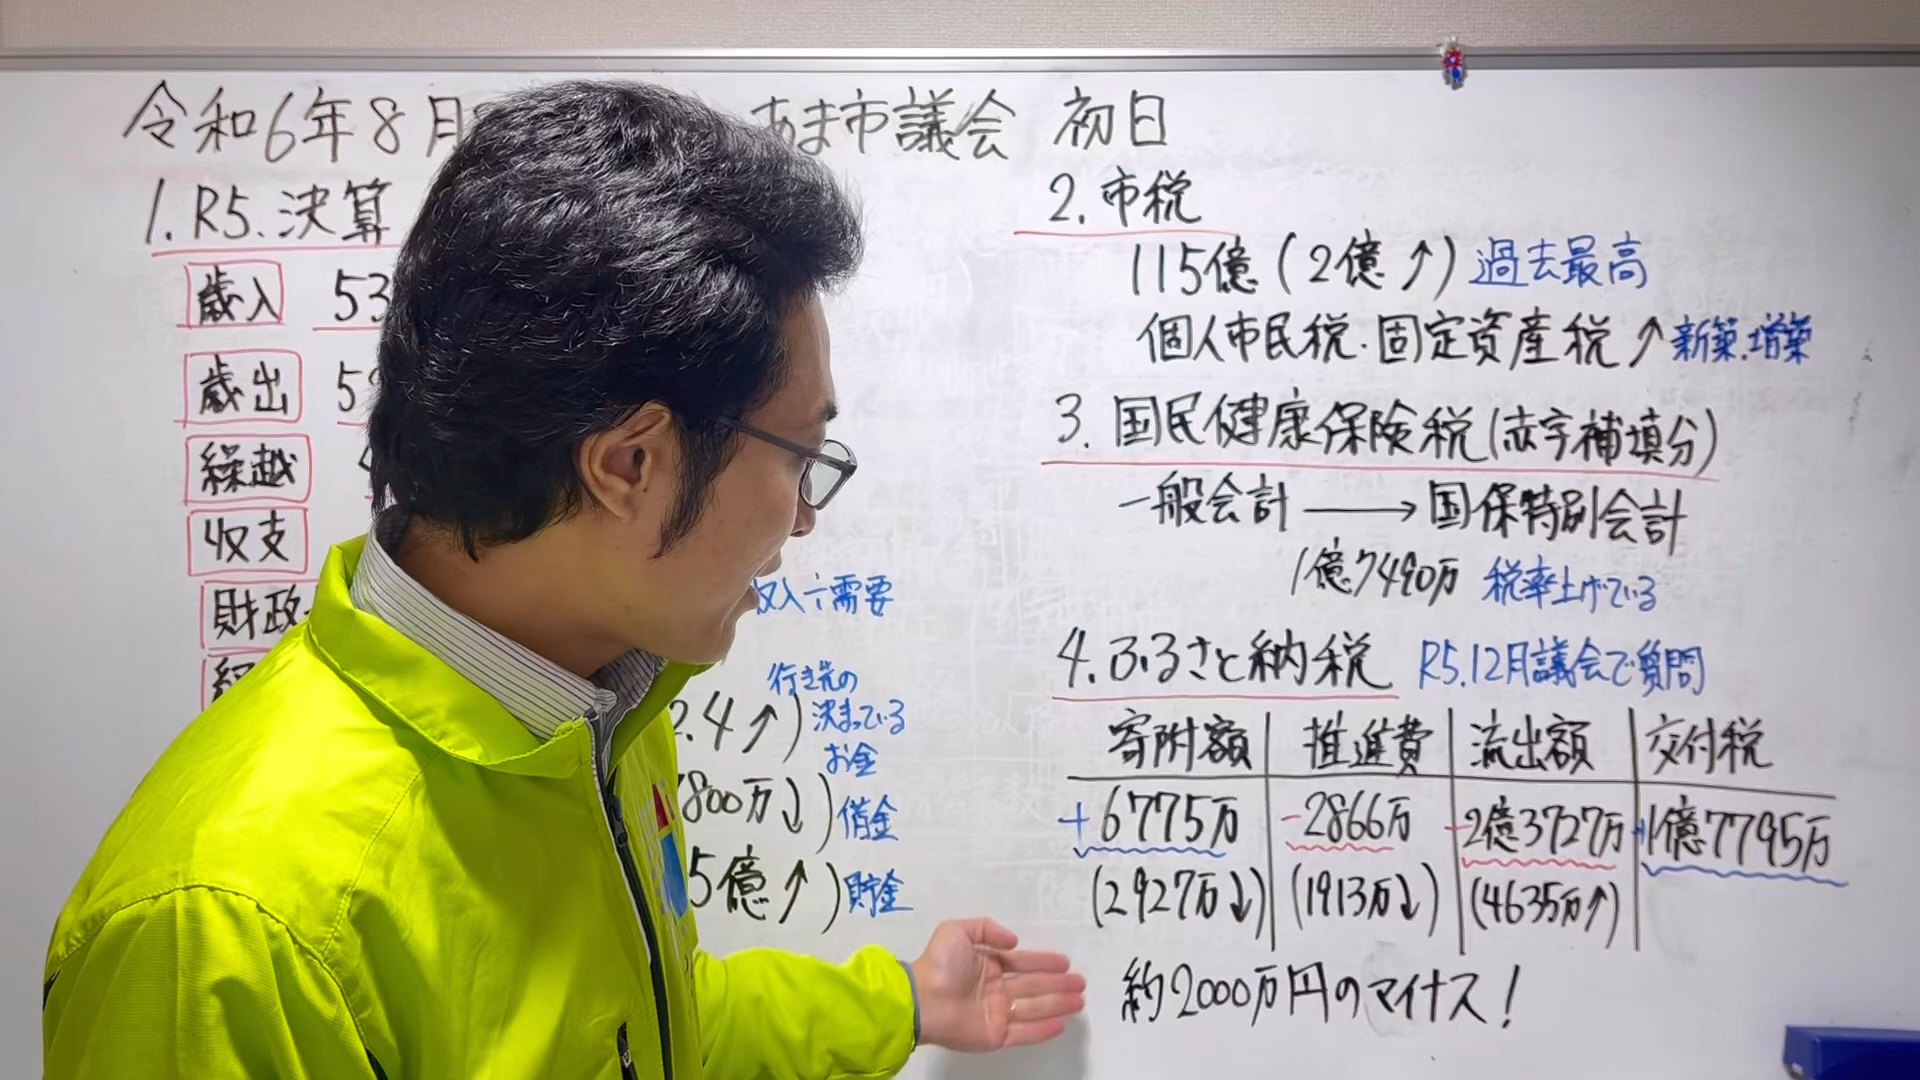 令和6年8月 あま市議会 初日
1.R5.決算
歳入 53
歳出 5
繰越
収支
財政
経
収入÷需要
2.4↑)
行き先の
決まっている
お金
800万↓)借金
5億↑)貯金
2.市税
115億(2億↑)過去最高
個人市民税・固定資産税↑新築、増築
3.国民健康保険税(赤字補填分)
一般会計→国保特別会計
1億7490万 税率上げている
4.ふるさと納税 R5.12月議会で質問
寄附額 推進費 流出額 交付税
+6775万 -2866万 -2億3727万 +1億7795万
(2927万↓) (1913万↓) (4635万↑)
約2000万円のマイナス!